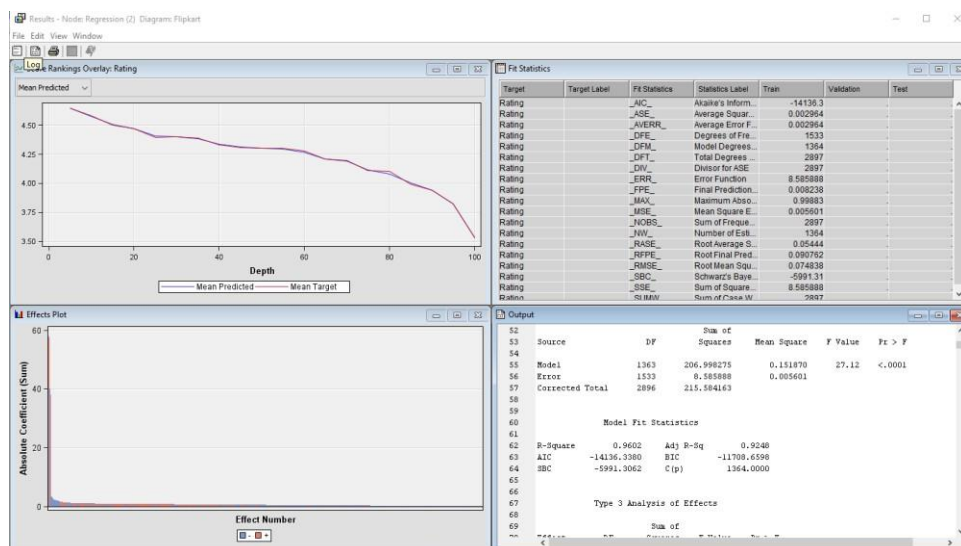 Results - Node: Regression (2) Diagram: Flipkart
File Edit View Window
Log
Rankings Overlay: Rating
Mean Predicted
4.50
4.25
4.00
3.75
3.50
0 20 40 60 80 100
Depth
Mean Predicted Mean Target
Fit Statistics
Target Target Label Fit Statistics Statistics Label Train Validation Test
Rating _AIC_ Akaike's Inform... -14136.3
Rating _ASE_ Average Squar... 0.002964
Rating _AVERR_ Average Error F... 0.002964
Rating _DFE_ Degrees of Fre... 1533
Rating _DFM_ Model Degrees... 1364
Rating _DFT_ Total Degrees ... 2897
Rating _DIV_ Divisor for ASE 2897
Rating _ERR_ Error Function 8.585888
Rating _FPE_ Final Prediction... 0.008238
Rating _MAX_ Maximum Abso... 0.99883
Rating _MSE_ Mean Square E... 0.005601
Rating _NOBS_ Sum of Freque... 2897
Rating _NW_ Number of Esti... 1364
Rating _RASE_ Root Average S... 0.05444
Rating _RFPE_ Root Final Pred... 0.090762
Rating _RMSE_ Root Mean Squ... 0.074838
Rating _SBC_ Schwarz's Baye... -5991.31
Rating _SSE_ Sum of Square... 8.585888
Rating _SUMW_ Sum of Case W... 2897
Effects Plot
Absolute Coefficient (Sum)
60
40
20
0
Effect Number
- +
Output
52 Sum of
53 Source DF Squares Mean Square F Value Pr > F
54
55 Model 1363 206.998275 0.151870 27.12 <.0001
56 Error 1533 8.585888 0.005601
57 Corrected Total 2896 215.584163
58
59
60 Model Fit Statistics
61
62 R-Square 0.9602 Adj R-Sq 0.9248
63 AIC -14136.3380 BIC -11708.6598
64 SBC -5991.3062 C(p) 1364.0000
65
66
67 Type 3 Analysis of Effects
68
69 Sum of